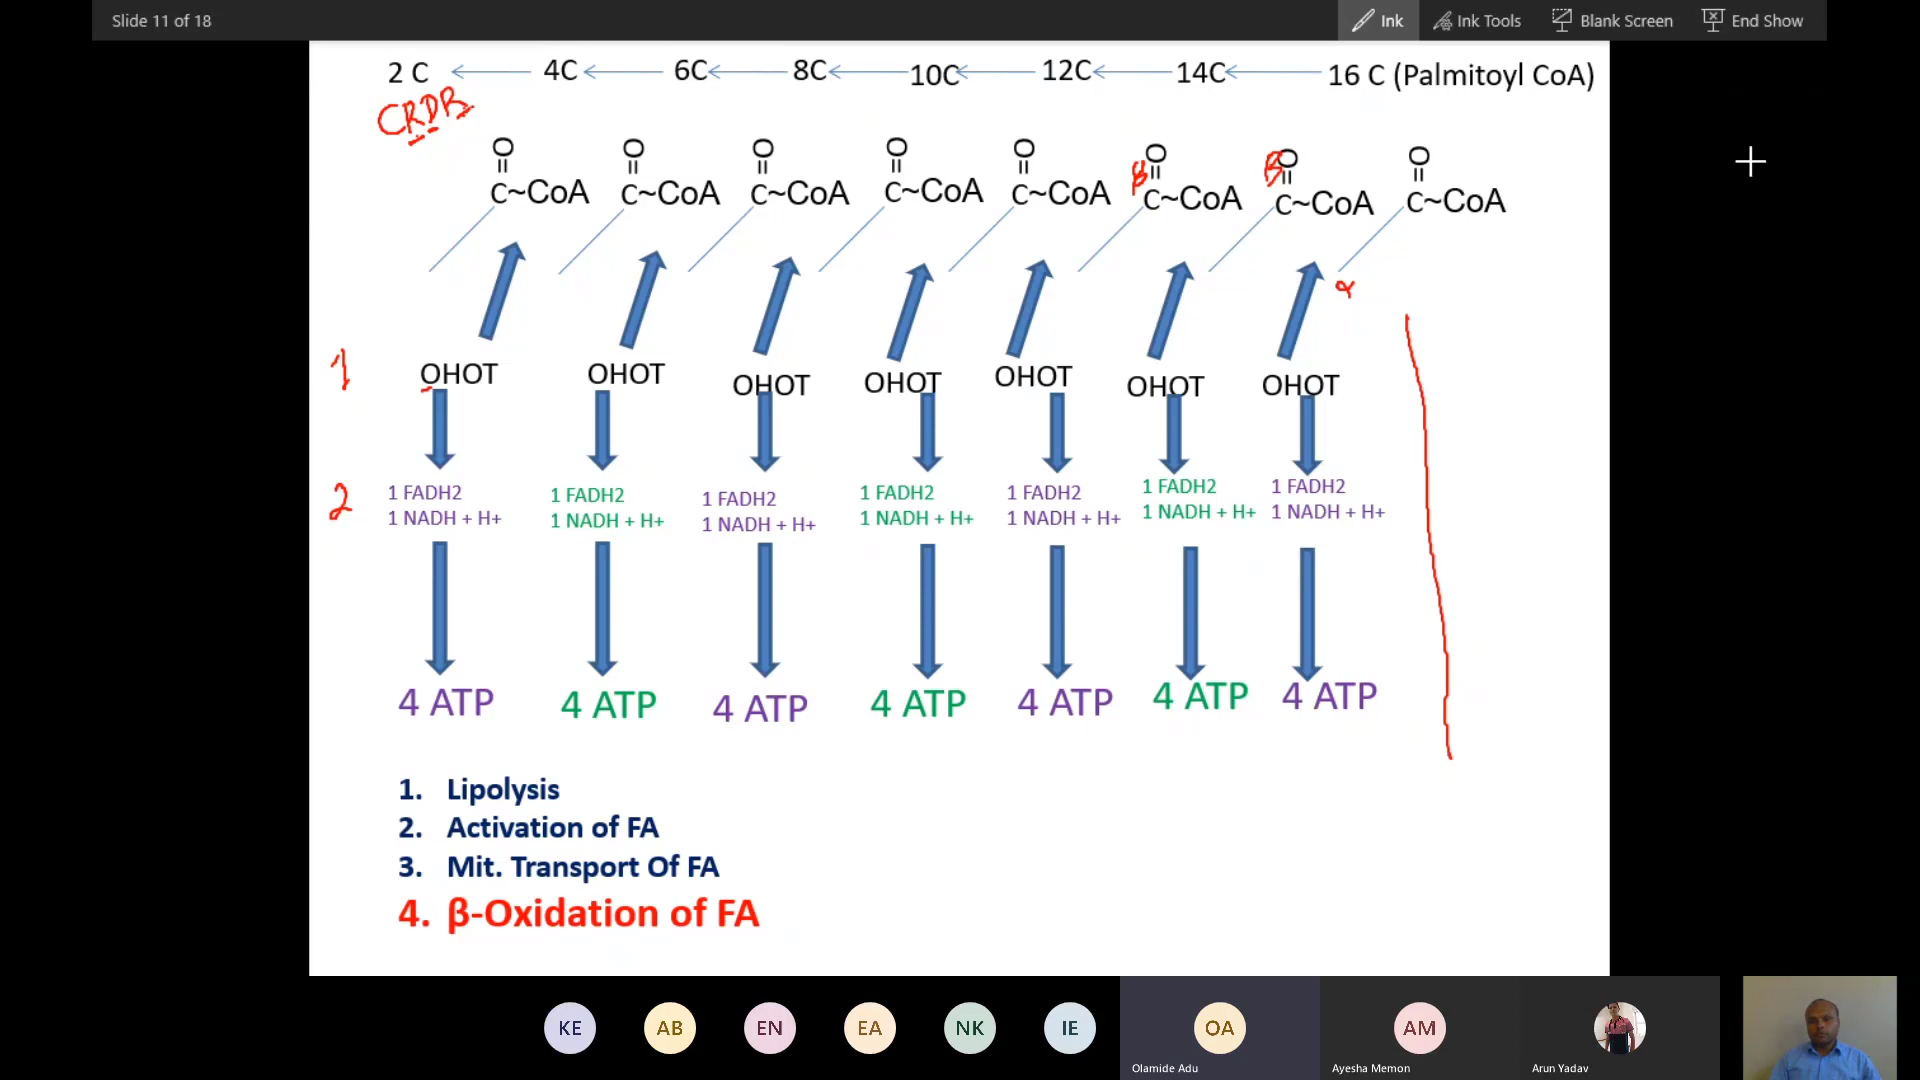 Slide 11 of 18
Ink Ink Tools Blank Screen End Show
2 C 4C 6C 8C 10C 12C 14C 16 C (Palmitoyl CoA)
CRDR
O O O O O β O β O O
C~CoA C~CoA C~CoA C~CoA C~CoA C~CoA C~CoA C~CoA
α
1 OHOT OHOT OHOT OHOT OHOT OHOT OHOT
2 1 FADH2 1 FADH2 1 FADH2 1 FADH2 1 FADH2 1 FADH2 1 FADH2
1 NADH + H+ 1 NADH + H+ 1 NADH + H+ 1 NADH + H+ 1 NADH + H+ 1 NADH + H+ 1 NADH + H+
4 ATP 4 ATP 4 ATP 4 ATP 4 ATP 4 ATP 4 ATP
1. Lipolysis
2. Activation of FA
3. Mit. Transport Of FA
4. β-Oxidation of FA
KE AB EN EA NK IE OA AM
Olamide Adu Ayesha Memon Arun Yadav